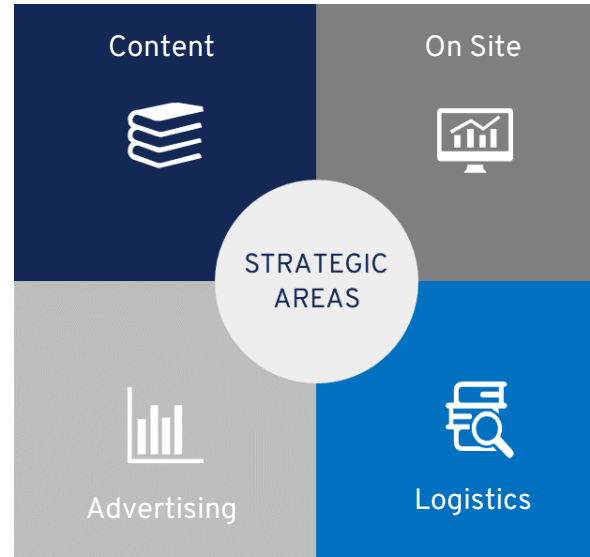 Content
On Site
STRATEGIC
AREAS
Advertising
Logistics